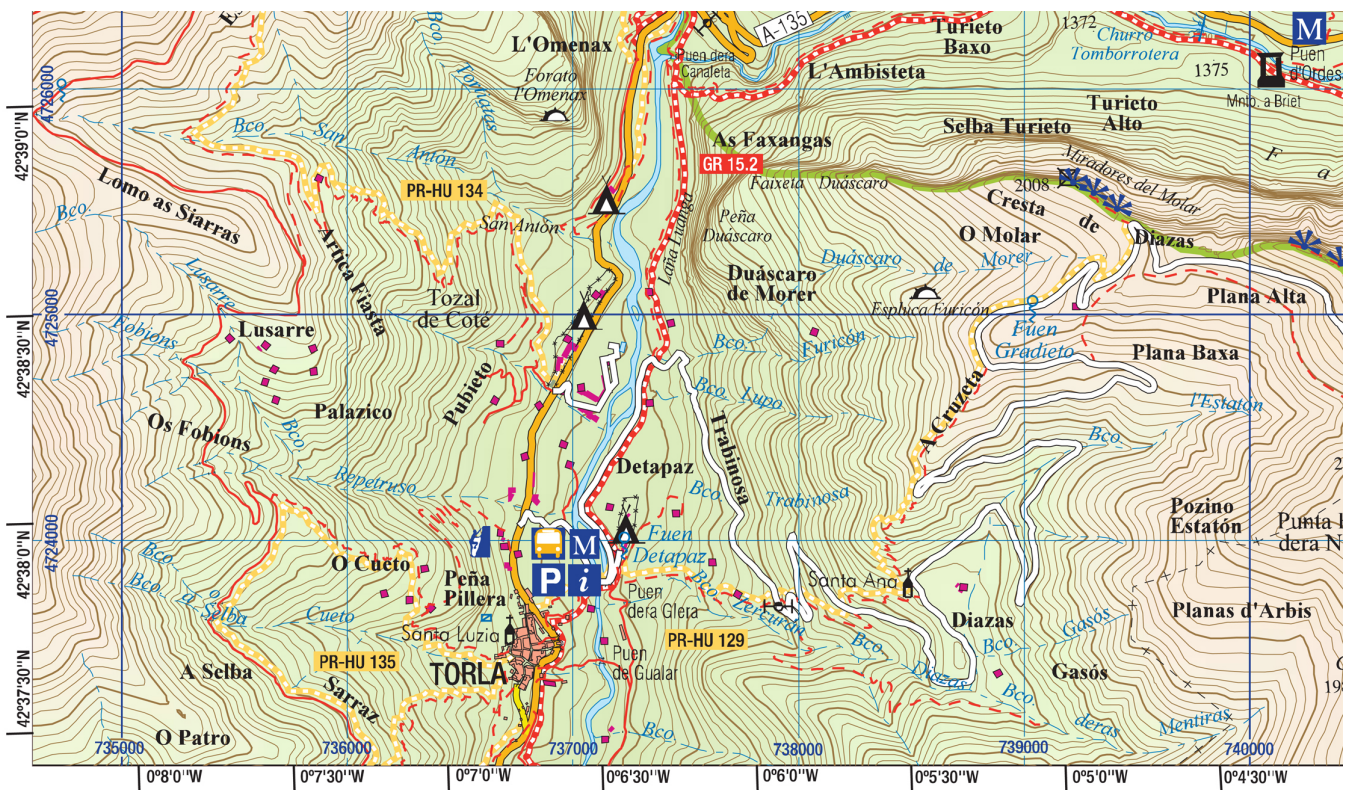 L'Omenax
Forato
l'Omenax
Puen dera
Canaleta
A-135
Turieto
Baxo
1372
Churro
Tomborrotera
M
Puen
d'Ordes
L'Ambisteta
1375
Mnto. a Briet
Turieto
Alto
4726000
42°39'0"N
Bco.
Fornatas
Bco.
San
Antón
As Faxangas
Selba Turieto
GR 15.2
Faixeta Duáscaro
2008
Miradores del Molar
F
a
PR-HU 134
Lomo as Siarras
Bco.
San Antón
Laña Luanga
Peña
Duáscaro
Cresta
de
Diazas
O Molar
Artica Fiasta
Lusarre
Tozal
de Coté
Duáscaro
de Morer
Duáscaro de Morer
Espluca Furicón
Plana Alta
4725000
42°38'30"N
Fobions
Lusarre
Bco.
Furicón
Fuen
Gradieto
Plana Baxa
Pubieto
Palazico
Bco. Lupo
A Cruzeta
l'Estatón
Os Fobions
Bco.
Trabinosa
Bco.
Repetruso
Detapaz
Bco.
Trabinosa
Pozino
Estatón
Punta
dera N
4724000
42°38'0"N
Bco.
M
Fuen
Detapaz
O Cueto
Peña
Pillera
P
i
Puen
dera Glera
Bco.
Zercurán
Santa Ana
Bco.
a Selba
Cueto
Santa Luzia
PR-HU 129
Bco.
Diazas
Diazas
Bco.
Gasós
Planas d'Arbis
PR-HU 135
TORLA
Puen
de Gualar
A Selba
Sarraz
Gasós
Bco.
deras
Mentiras
42°37'30"N
O Patro
Bco.
735000
736000
737000
738000
739000
740000
0°8'0"W
0°7'30"W
0°7'0"W
0°6'30"W
0°6'0"W
0°5'30"W
0°5'0"W
0°4'30"W